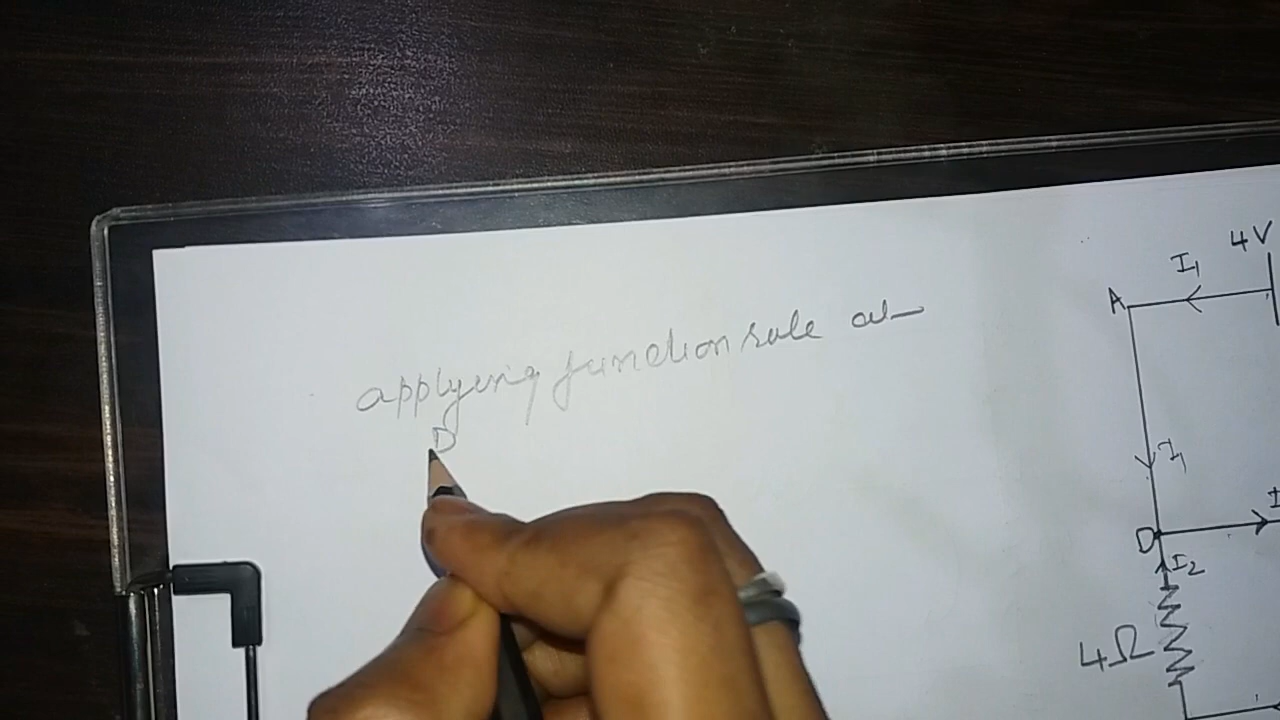 applying junction rule at
D
4V
I1
A
I1
D
I2
4Ω